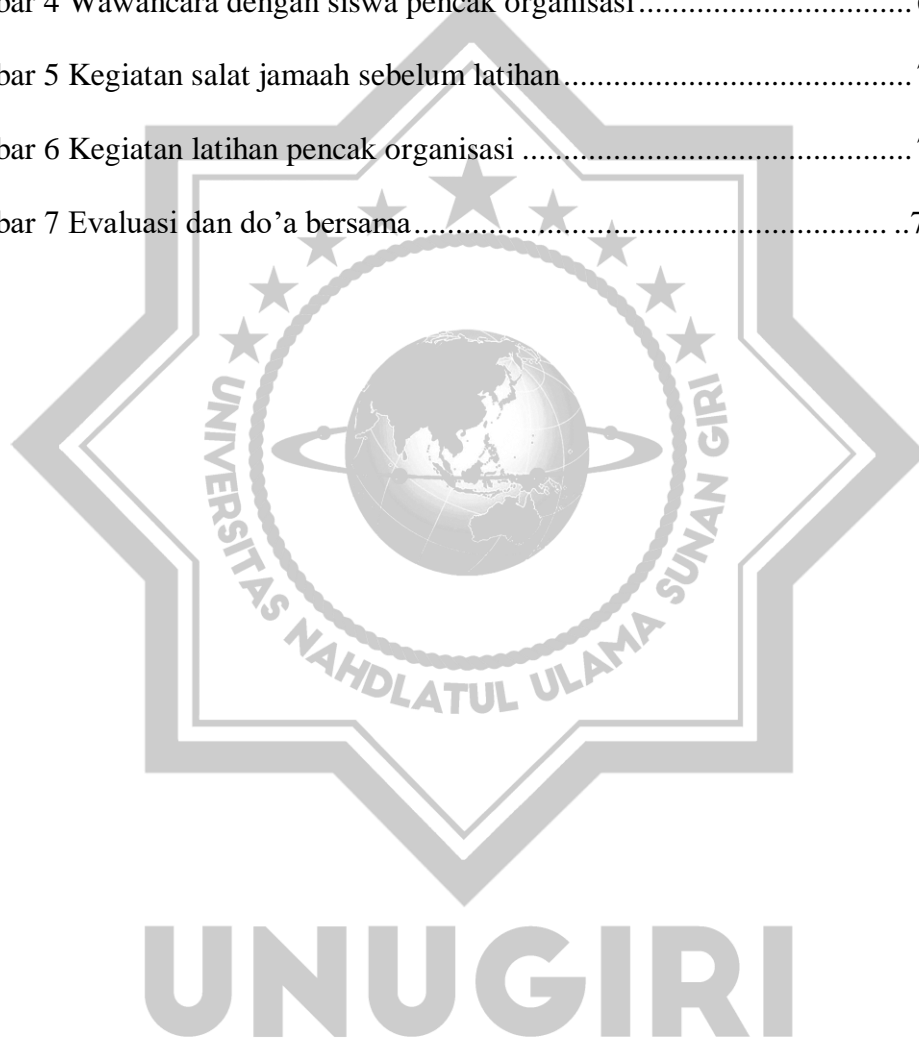 bar 4 Wawancara dengan siswa pencak organisasi..................................
bar 5 Kegiatan salat jamaah sebelum latihan...........................................
bar 6 Kegiatan latihan pencak organisasi ................................................
bar 7 Evaluasi dan do’a bersama........................................................... ..7
UNIVERSITAS NAHDLATUL ULAMA SUNAN GIRI
UNUGIRI